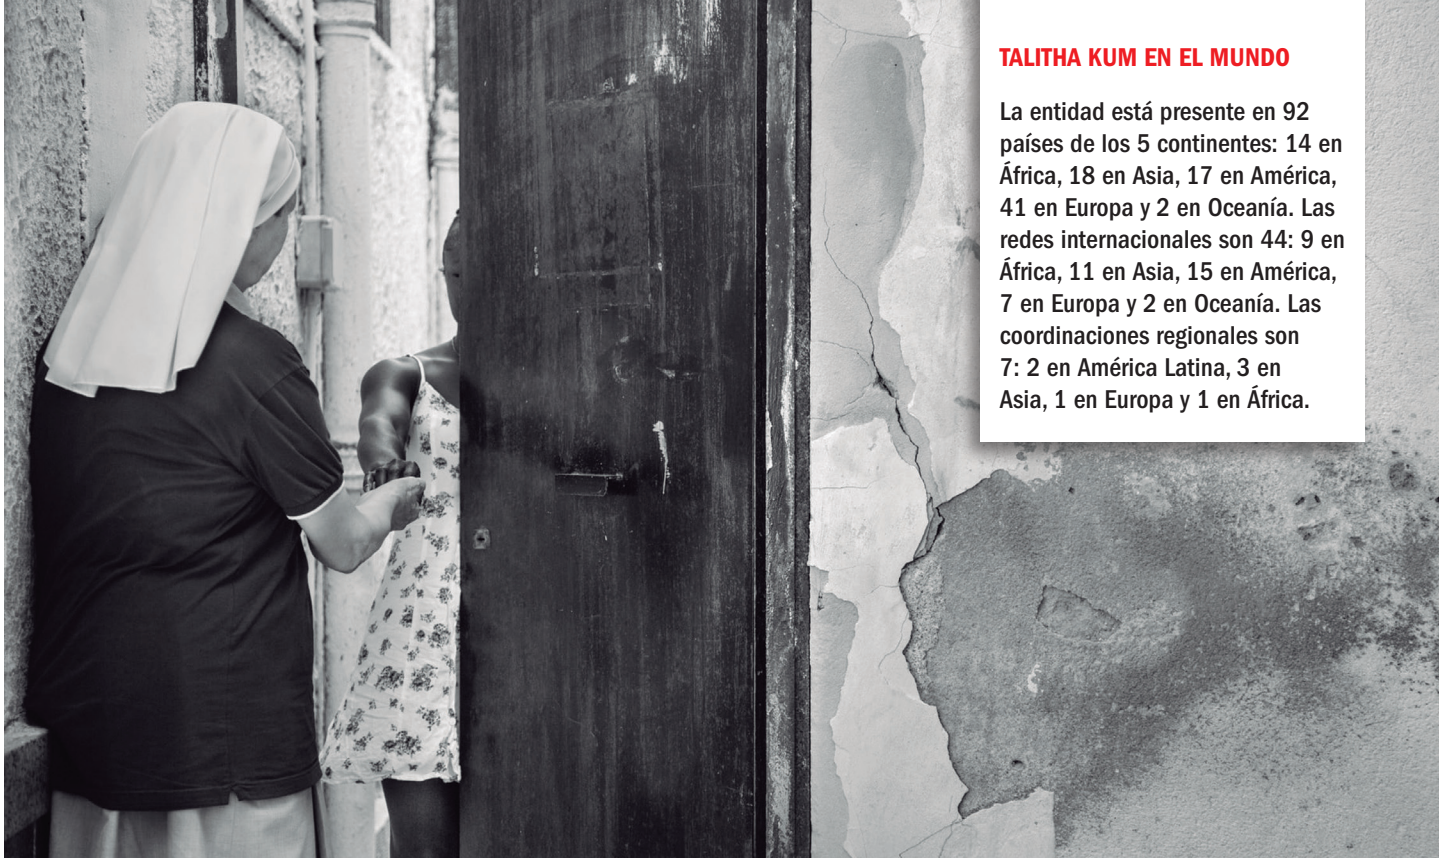 TALITHA KUM EN EL MUNDO
La entidad está presente en 92
países de los 5 continentes: 14 en
África, 18 en Asia, 17 en América,
41 en Europa y 2 en Oceanía. Las
redes internacionales son 44: 9 en
África, 11 en Asia, 15 en América,
7 en Europa y 2 en Oceanía. Las
coordinaciones regionales son
7: 2 en América Latina, 3 en
Asia, 1 en Europa y 1 en África.